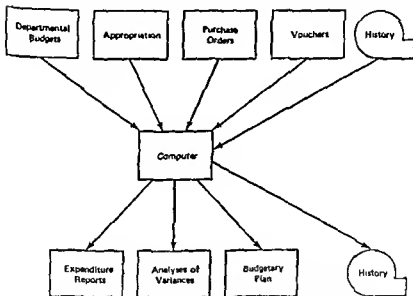 Departmental
Budgets
Appropriation
Purchase
Orders
Vouchers
History
Computer
Expenditure
Reports
Analyses of
Variances
Budgetary
Plan
History